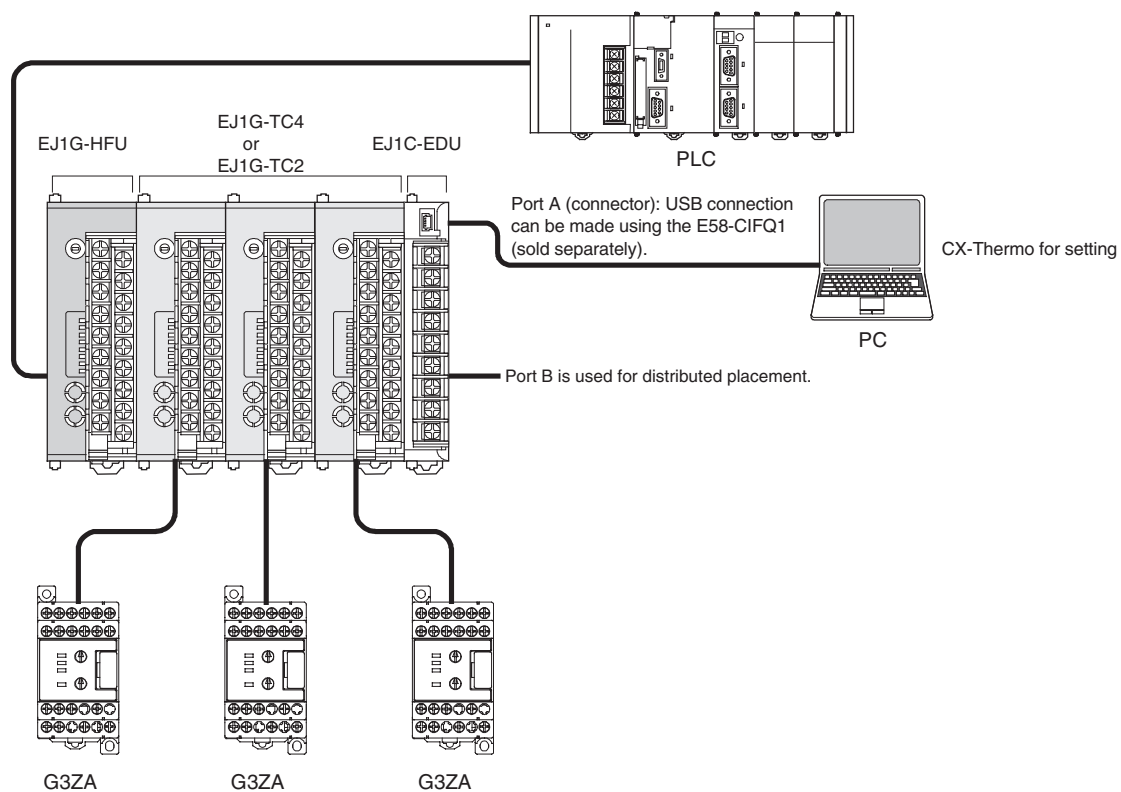 PLC
EJ1G-HFU
EJ1G-TC4
or
EJ1G-TC2
EJ1C-EDU
Port A (connector): USB connection
can be made using the E58-CIFQ1
(sold separately).
CX-Thermo for setting
PC
Port B is used for distributed placement.
G3ZA
G3ZA
G3ZA